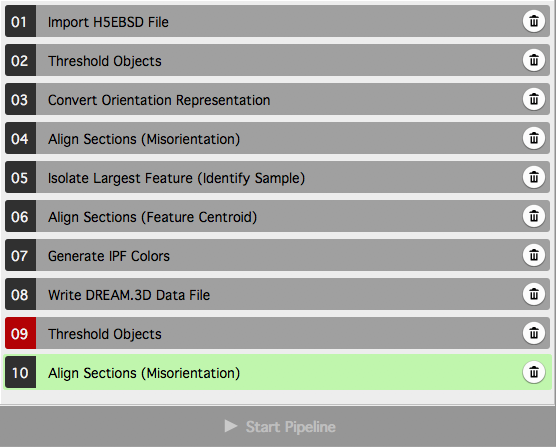 01 Import H5EBSD File
02 Threshold Objects
03 Convert Orientation Representation
04 Align Sections (Misorientation)
05 Isolate Largest Feature (Identify Sample)
06 Align Sections (Feature Centroid)
07 Generate IPF Colors
08 Write DREAM.3D Data File
09 Threshold Objects
10 Align Sections (Misorientation)
Start Pipeline